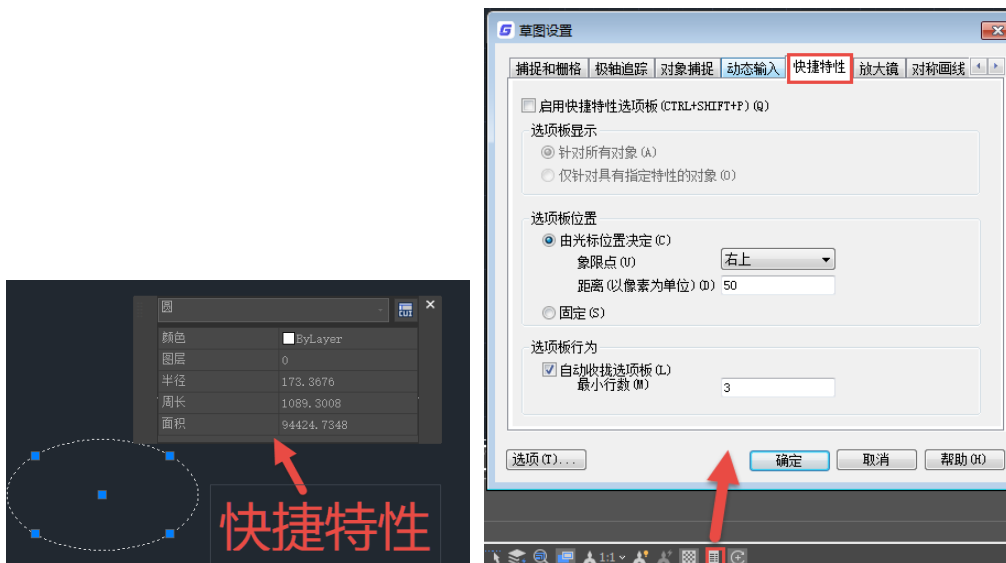 圆
CUI
颜色 ByLayer
图层 0
半径 173.3676
周长 1089.3008
面积 94424.7348
快捷特性
草图设置
捕捉和栅格 极轴追踪 对象捕捉 动态输入 快捷特性 放大镜 对称画线
启用快捷特性选项板(CTRL+SHIFT+P)(Q)
选项板显示
针对所有对象(A)
仅针对具有指定特性的对象(O)
选项板位置
由光标位置决定(C)
象限点(U) 右上
距离(以像素为单位)(D) 50
固定(S)
选项板行为
自动收拢选项板(L)
最小行数(M) 3
选项(T)... 确定 取消 帮助(H)
1:1